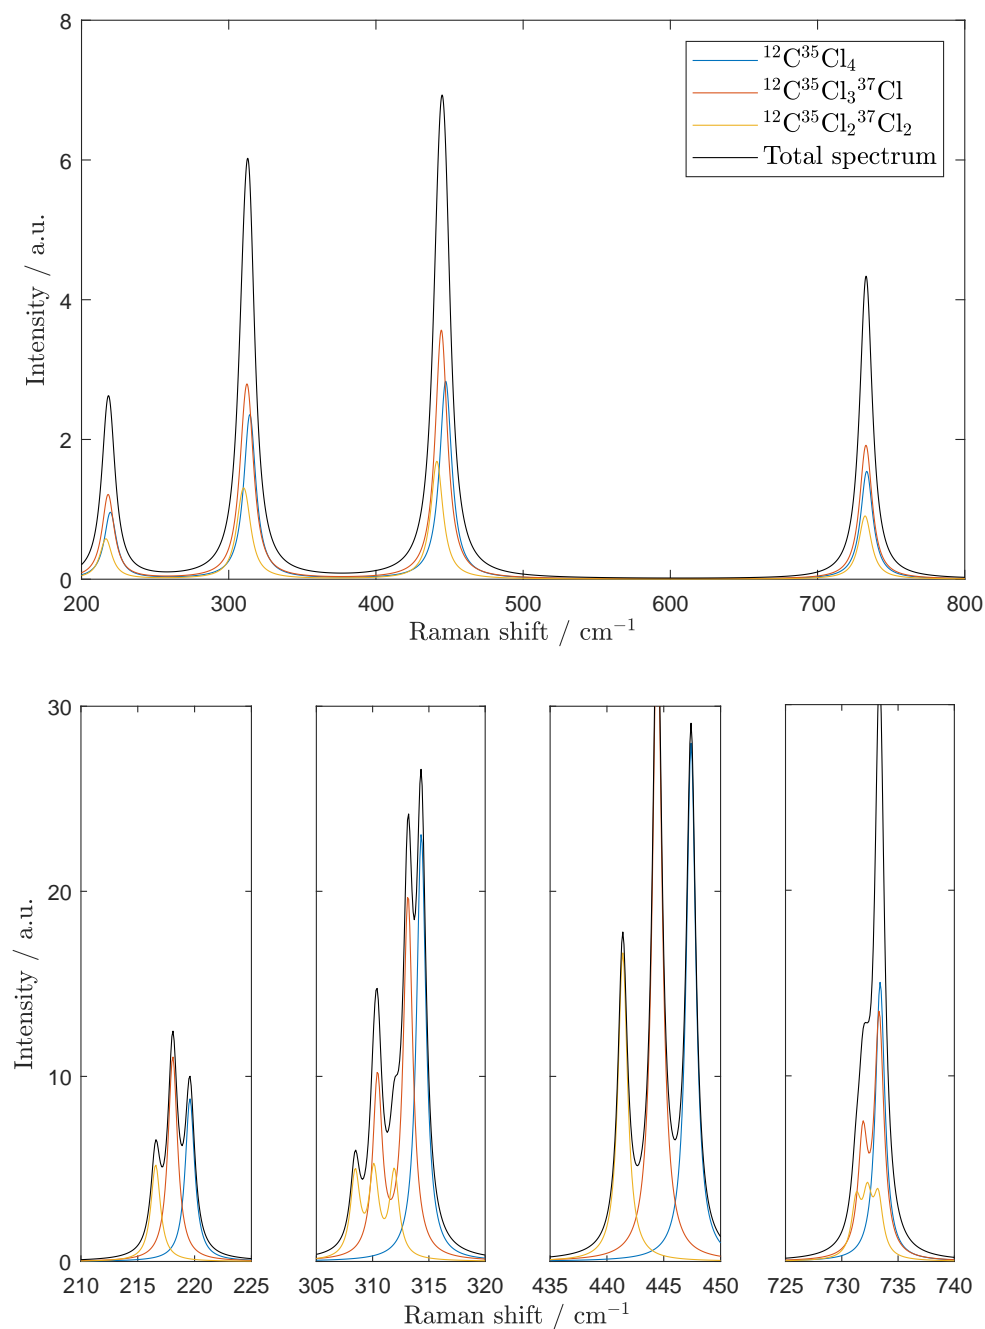 8
6
4
2
0
Intensity / a.u.
¹²C³⁵Cl₄
¹²C³⁵Cl₃³⁷Cl
¹²C³⁵Cl₂³⁷Cl₂
Total spectrum
200 300 400 500 600 700 800
Raman shift / cm⁻¹
30
20
10
0
Intensity / a.u.
210 215 220 225 305 310 315 320 435 440 445 450 725 730 735 740
Raman shift / cm⁻¹